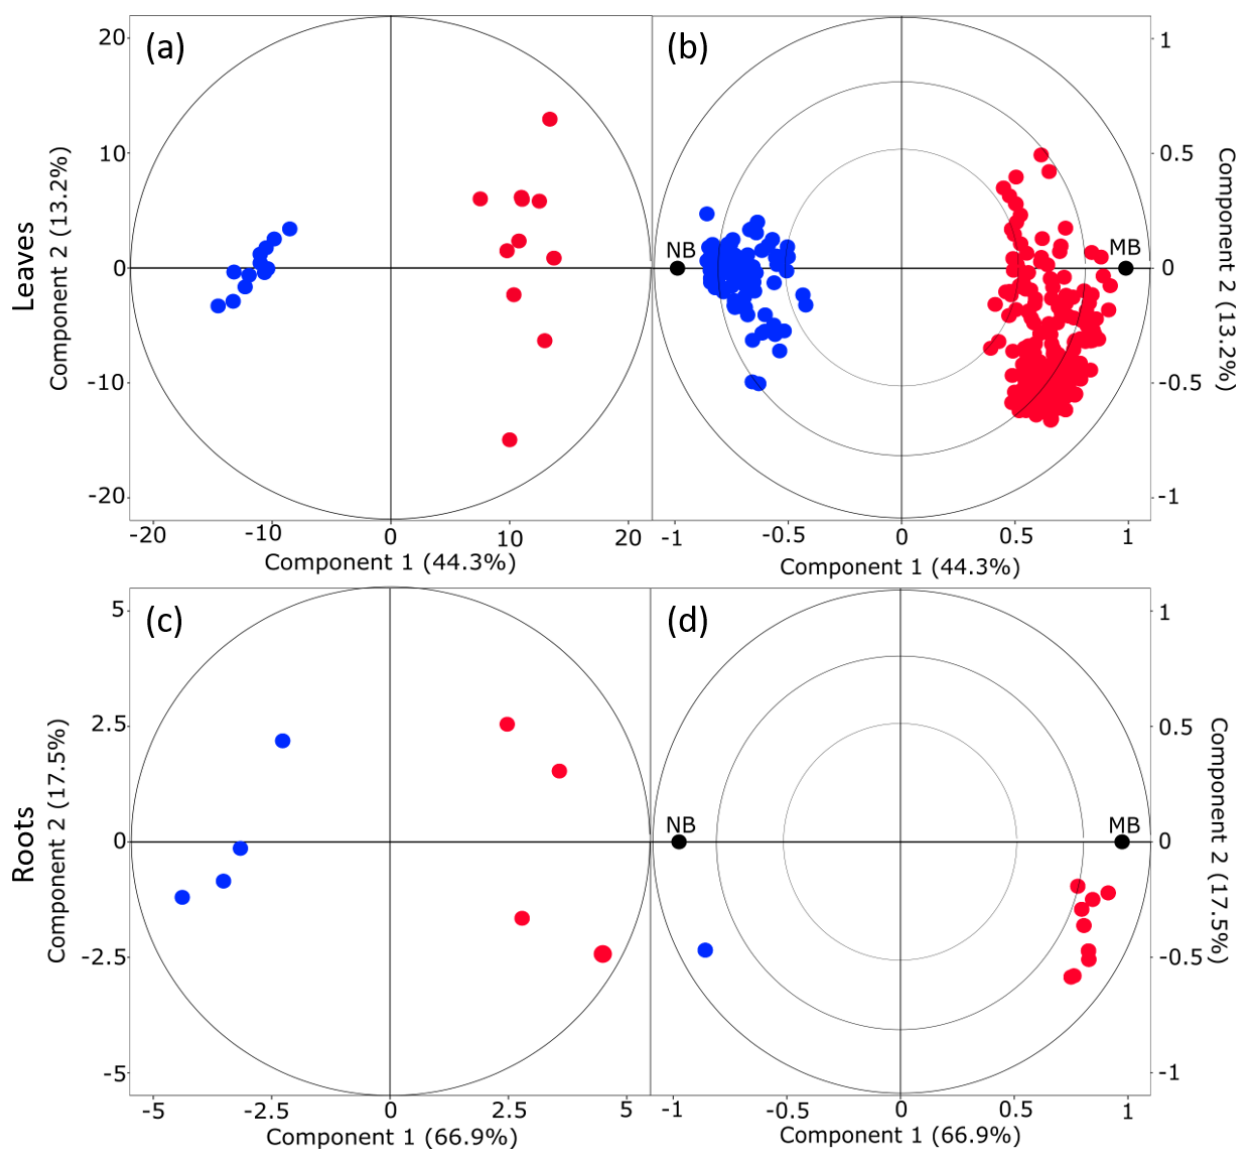 (a)
(b)
20
10
0
-10
-20
Leaves
Component 2 (13.2%)
NB
MB
1
0.5
0
-0.5
-1
Component 2 (13.2%)
-20
-10
0
10
20
Component 1 (44.3%)
-1
-0.5
0
0.5
1
Component 1 (44.3%)
(c)
(d)
5
2.5
0
-2.5
-5
Roots
Component 2 (17.5%)
NB
MB
1
0.5
0
-0.5
-1
Component 2 (17.5%)
-5
-2.5
0
2.5
5
Component 1 (66.9%)
-1
-0.5
0
0.5
1
Component 1 (66.9%)